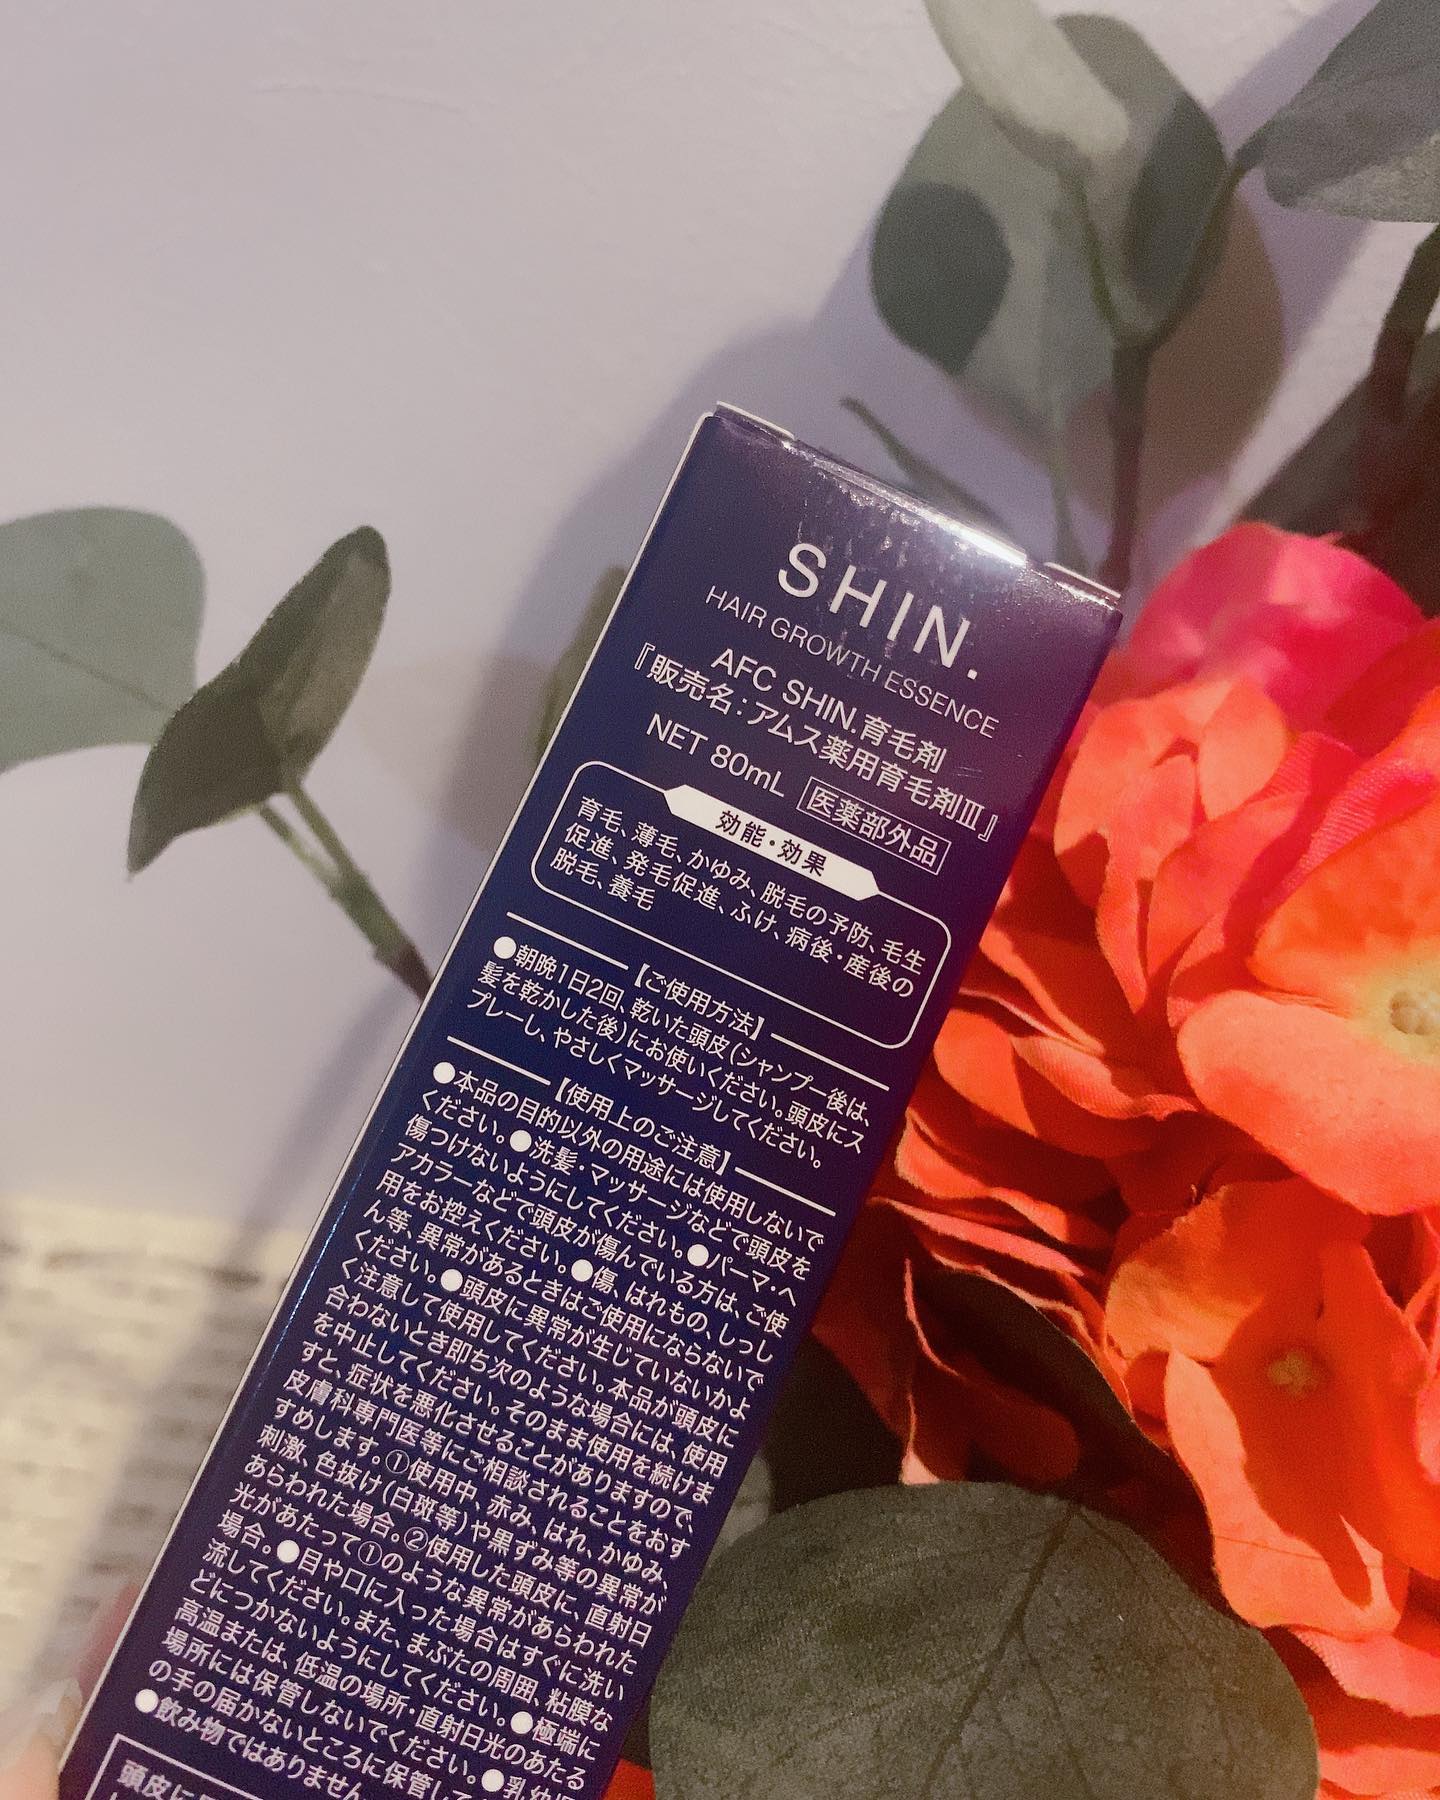 SHIN.
HAIR GROWTH ESSENCE
AFC SHIN.育毛剤
『販売名：アムス薬用育毛剤Ⅲ』
NET 80mL 医薬部外品
効能・効果
育毛、薄毛、かゆみ、脱毛の予防、毛生
促進、発毛促進、ふけ、病後・産後の
脱毛、養毛
【ご使用方法】
●朝晩1日2回、乾いた頭皮(シャンプー後は、
髪を乾かした後)にお使いください。頭皮にス
プレーし、やさしくマッサージしてください。
【使用上のご注意】
●本品の目的以外の用途には使用しないで
ください。●洗髪・マッサージなどで頭皮を
傷つけないようにしてください。●パーマ・ヘ
アカラーなどで頭皮が傷んでいる方は、ご使
用をお控えください。●傷、はれもの、しっし
ん等、異常があるときはご使用にならないで
ください。●頭皮に異常が生じていないかよ
く注意して使用してください。本品が頭皮に
合わないとき即ち次のような場合には、使用
を中止してください。そのまま使用を続けま
すと、症状を悪化させることがありますので、
皮膚科専門医等にご相談されることをおす
すめします。①使用中、赤み、はれ、かゆみ、
刺激、色抜け(白斑等)や黒ずみ等の異常が
あらわれた場合。②使用した頭皮に、直射日
光があたって①のような異常があらわれた
場合。●目や口に入った場合はすぐに洗い
流してください。また、まぶたの周囲、粘膜な
どにつかないようにしてください。●極端に
高温または、低温の場所・直射日光のあたる
場所には保管しないでください。●乳幼児
の手の届かないところに保管して
●飲み物ではありません
頭皮に